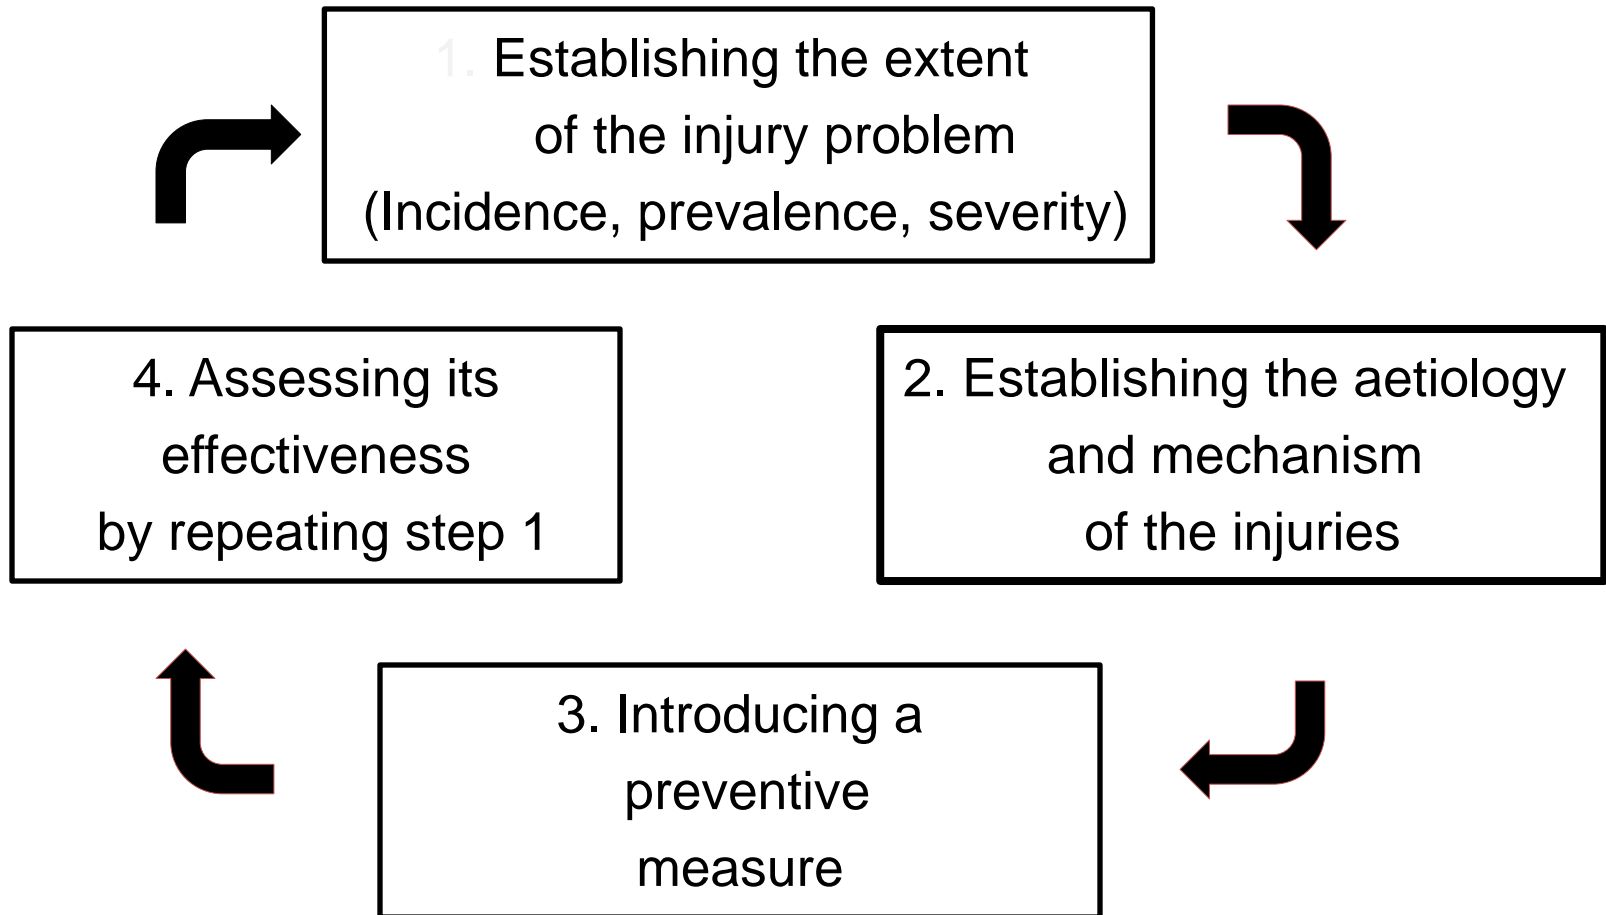 1. Establishing the extent
of the injury problem
(Incidence, prevalence, severity)
2. Establishing the aetiology
and mechanism
of the injuries
3. Introducing a
preventive
measure
4. Assessing its
effectiveness
by repeating step 1